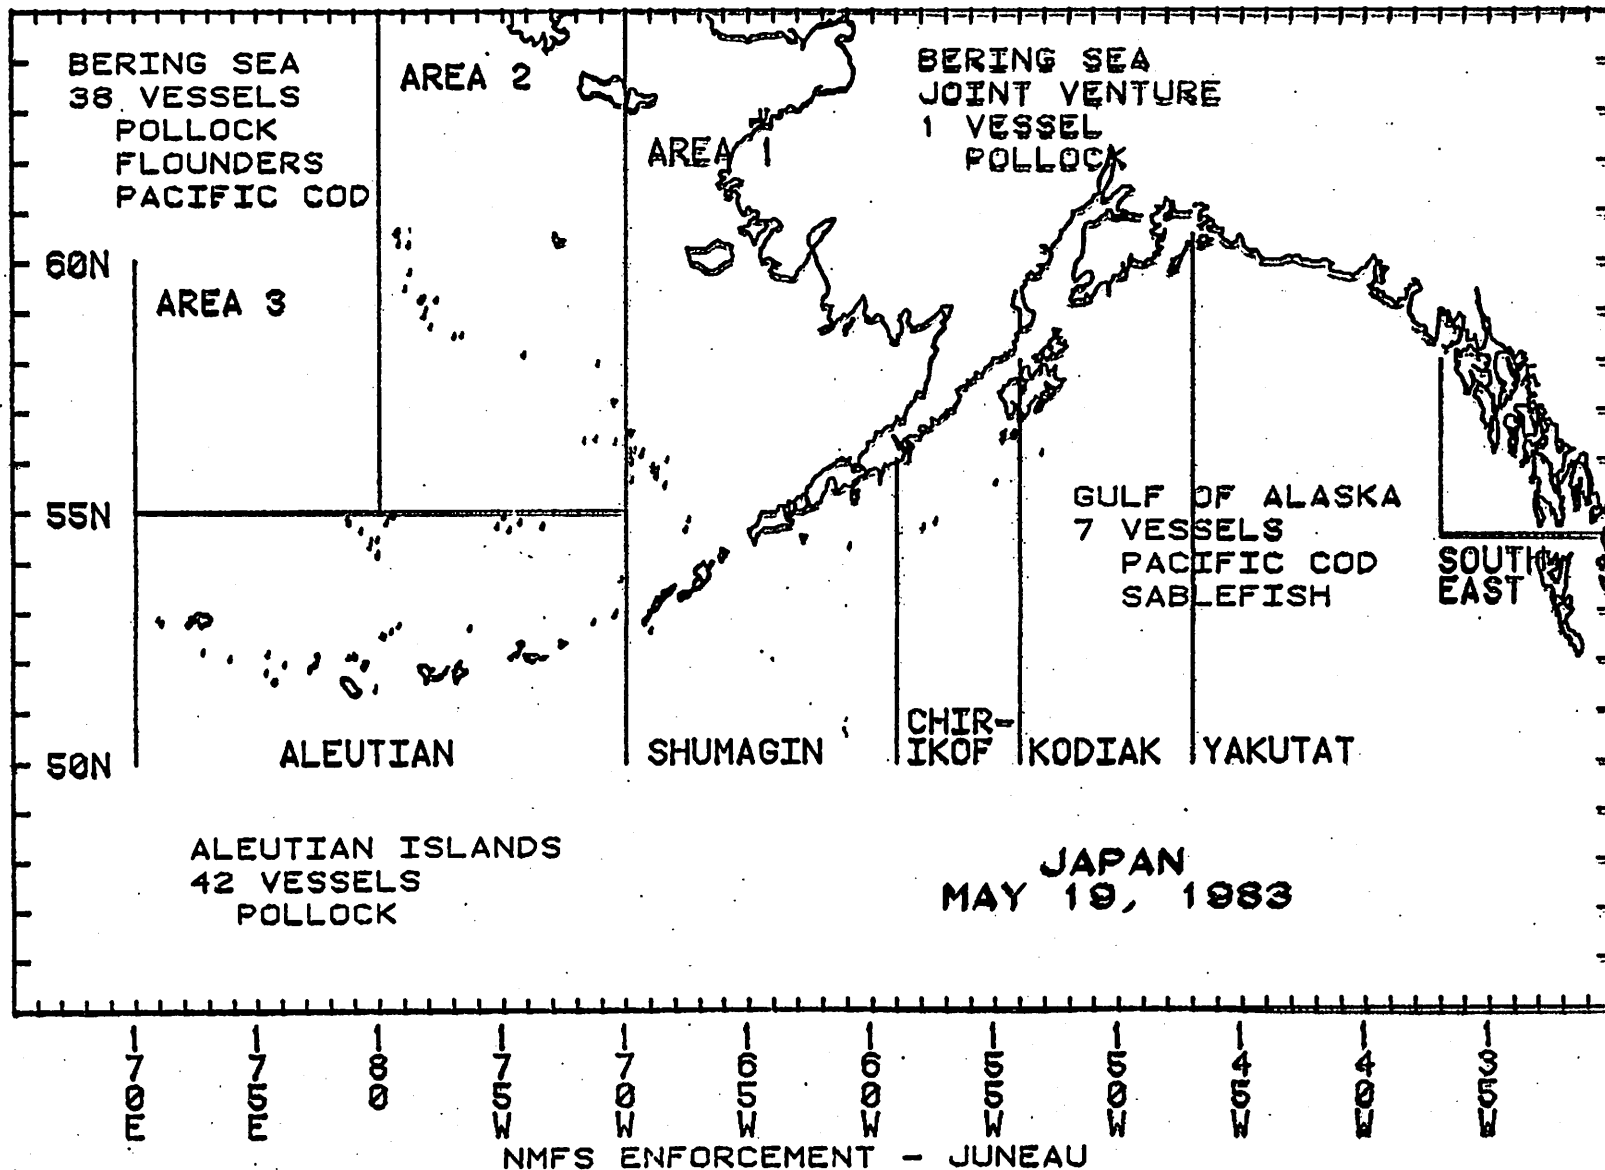 BERING SEA
38 VESSELS
POLLOCK
FLOUNDERS
PACIFIC COD
AREA 2
BERING SEA
JOINT VENTURE
1 VESSEL
POLLOCK
AREA 1
60N
AREA 3
55N
GULF OF ALASKA
7 VESSELS
PACIFIC COD
SABLEFISH
SOUTH
EAST
50N
ALEUTIAN
SHUMAGIN
CHIR-
IKOF
KODIAK
YAKUTAT
ALEUTIAN ISLANDS
42 VESSELS
POLLOCK
JAPAN
MAY 19, 1983
170E
175E
180
175W
170W
165W
160W
155W
150W
145W
140W
135W
NMFS ENFORCEMENT - JUNEAU